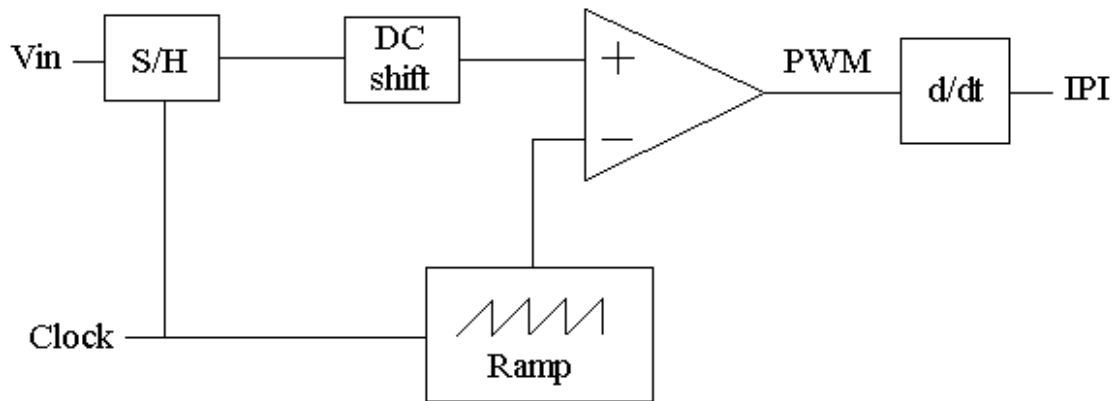 Vin
S/H
DC
shift
+
−
PWM
d/dt
IPI
Clock
Ramp